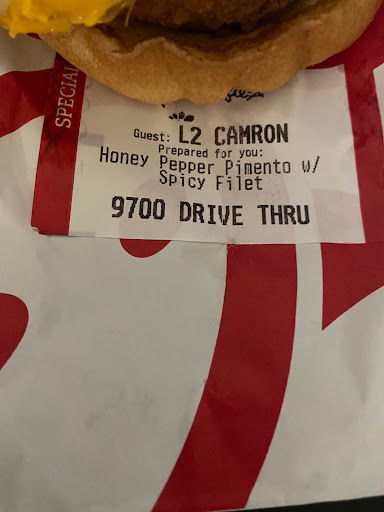 SPECIAL
Guest: L2 CAMRON
Prepared for you:
Honey Pepper Pimento w/
Spicy Filet
9700 DRIVE THRU